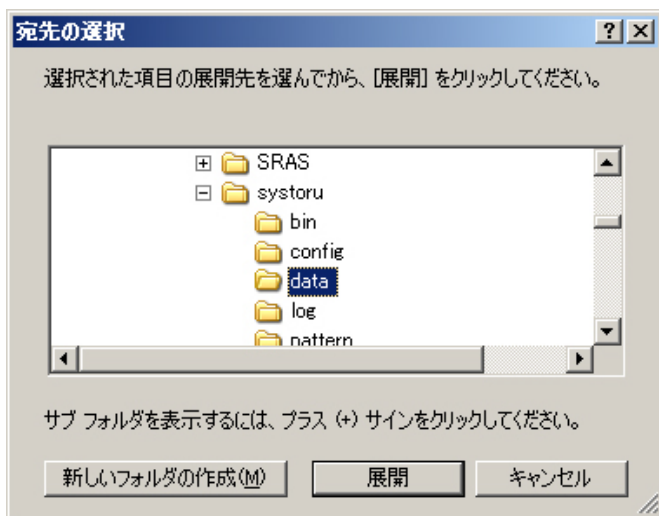 宛先の選択
選択された項目の展開先を選んでから、[展開] をクリックしてください。
SRAS
systoru
bin
config
data
log
pattern
サブ フォルダを表示するには、プラス (+) サインをクリックしてください。
新しいフォルダの作成(M) 展開 キャンセル